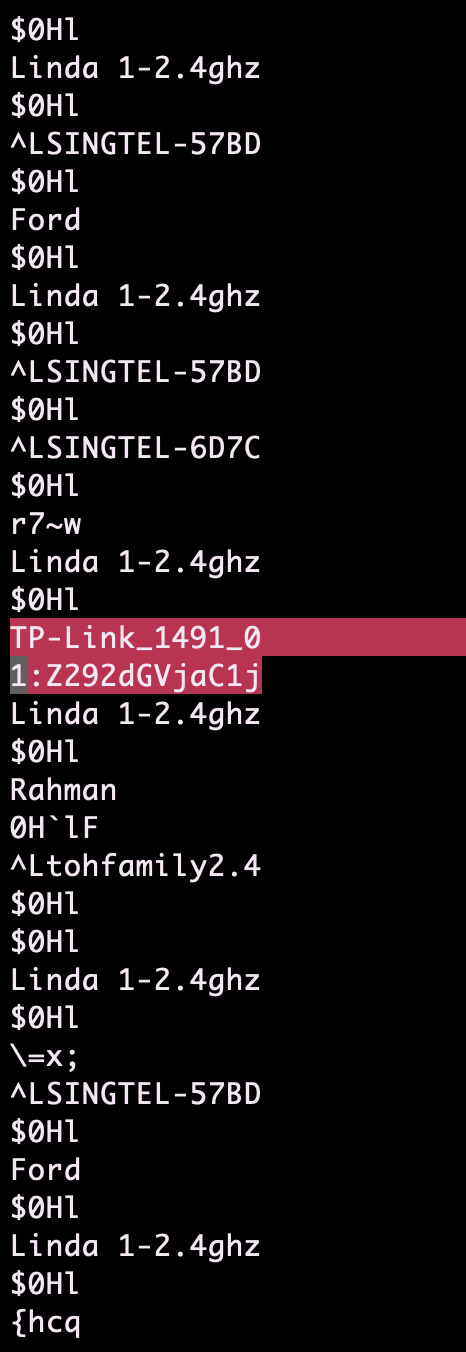 $0Hl
Linda 1-2.4ghz
$0Hl
^LSINGTEL-57BD
$0Hl
Ford
$0Hl
Linda 1-2.4ghz
$0Hl
^LSINGTEL-57BD
$0Hl
^LSINGTEL-6D7C
$0Hl
r7~w
Linda 1-2.4ghz
$0Hl
TP-Link_1491_0
1:Z292dGVjaC1j
Linda 1-2.4ghz
$0Hl
Rahman
0H`lF
^Ltohfamily2.4
$0Hl
$0Hl
Linda 1-2.4ghz
$0Hl
\=x;
^LSINGTEL-57BD
$0Hl
Ford
$0Hl
Linda 1-2.4ghz
$0Hl
{hcq